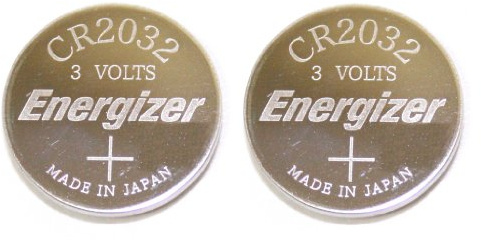 CR2032
3 VOLTS
Energizer
+
MADE IN JAPAN
CR2032
3 VOLTS
Energizer
+
MADE IN JAPAN